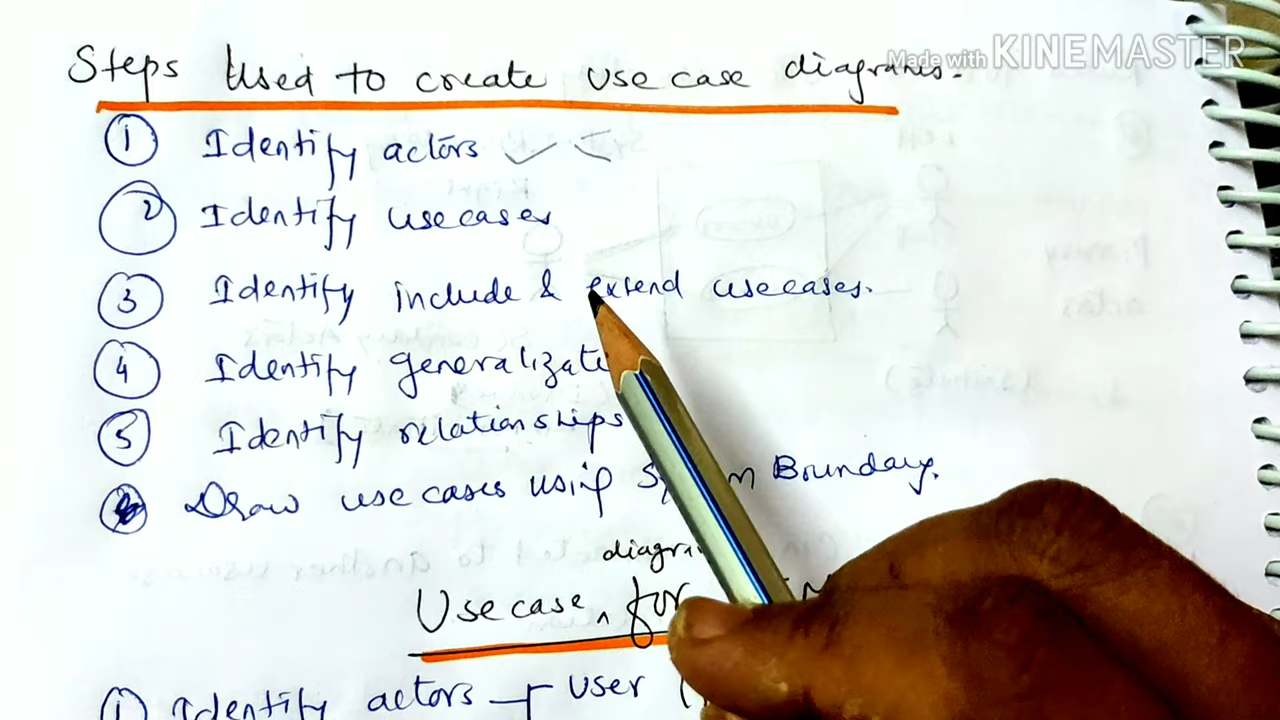 Made with KINEMASTER
Steps Used to create use case diagrams.
1 Identify actors
2 Identify usecases
3 Identify include & extend usecases.
4 Identify generalizat
5 Identify relationships
Draw use cases using Boundary.
diagra
Use case ‸ for
1 Identify actors user (